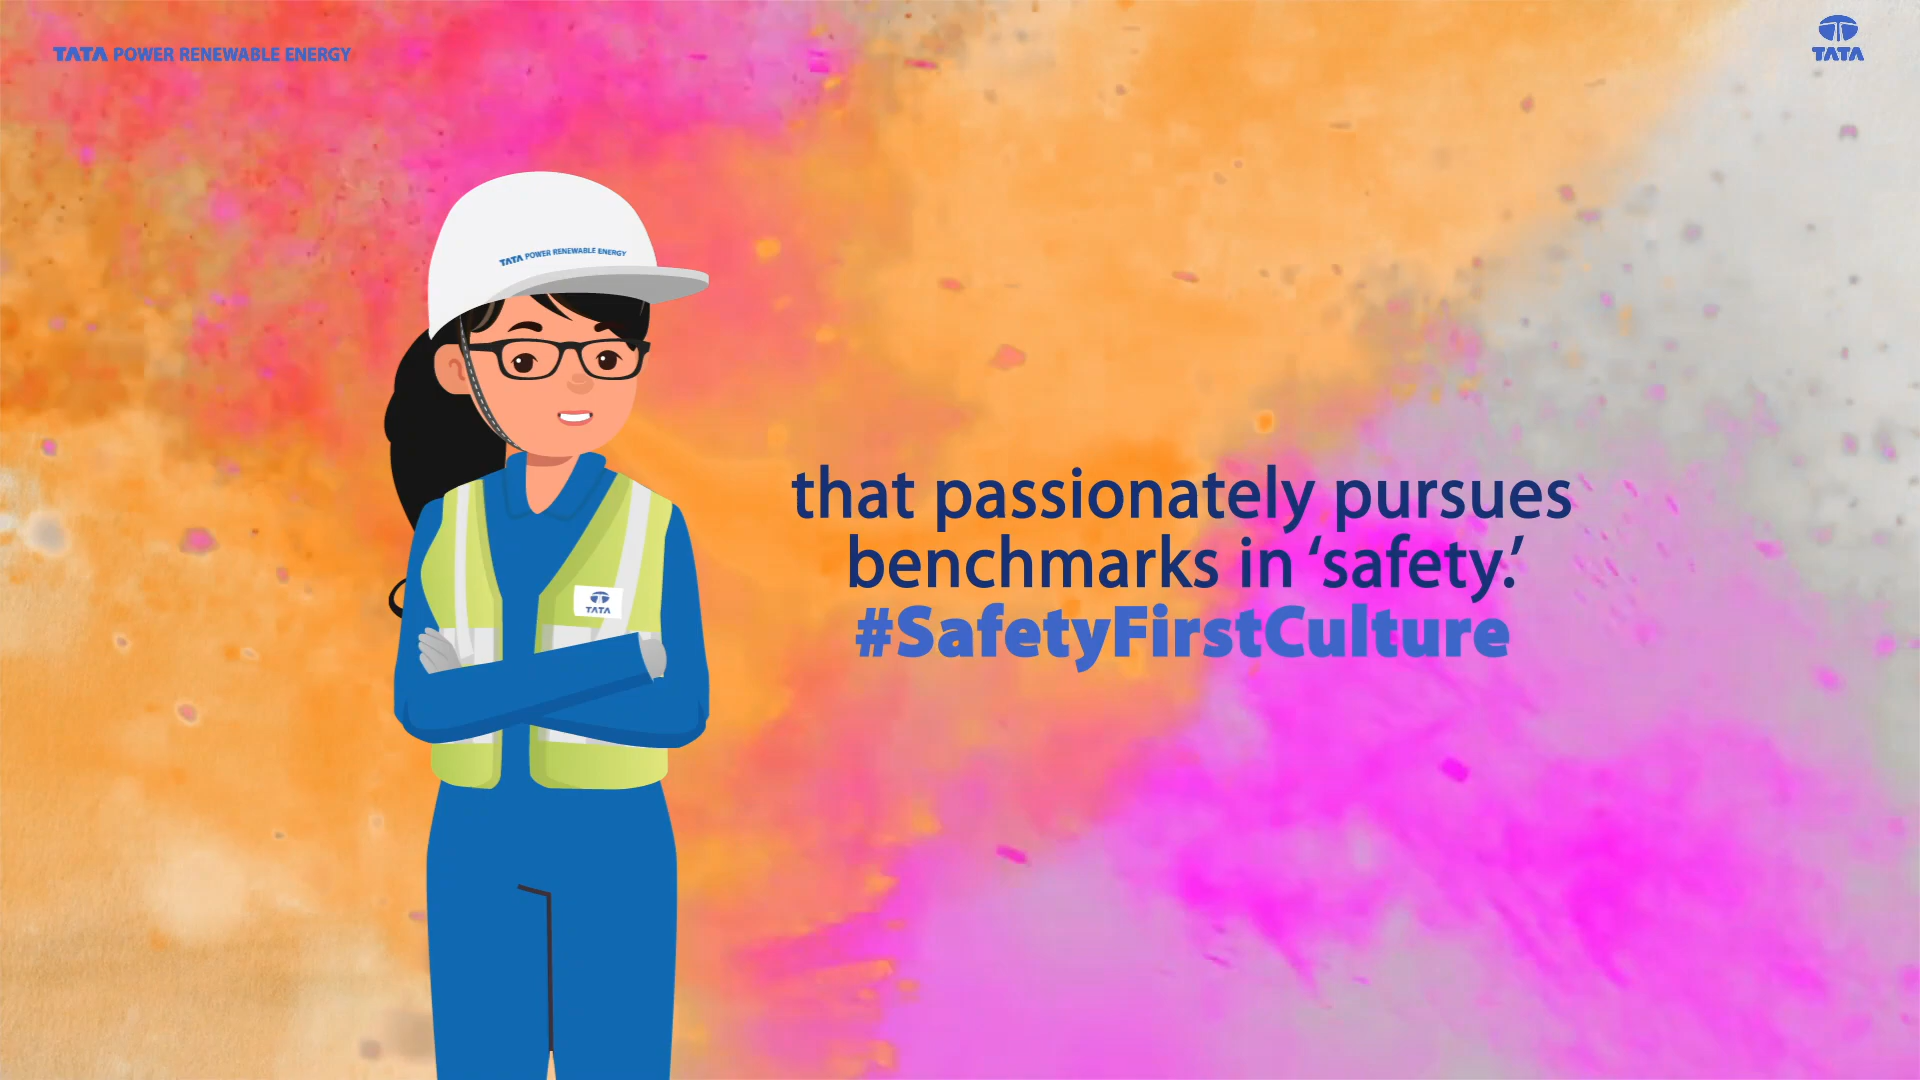 TATA POWER RENEWABLE ENERGY
TATA
TATA POWER RENEWABLE ENERGY
that passionately pursues
benchmarks in ‘safety.’
#SafetyFirstCulture
TATA